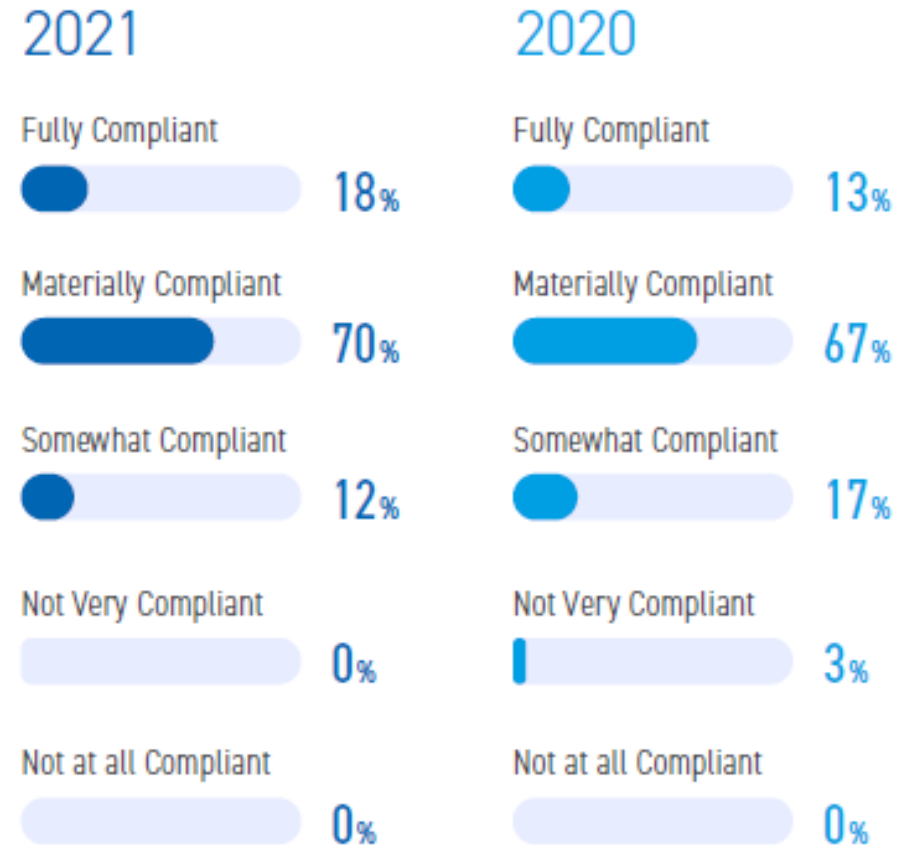 2021
Fully Compliant
18%
Materially Compliant
70%
Somewhat Compliant
12%
Not Very Compliant
0%
Not at all Compliant
0%
2020
Fully Compliant
13%
Materially Compliant
67%
Somewhat Compliant
17%
Not Very Compliant
3%
Not at all Compliant
0%